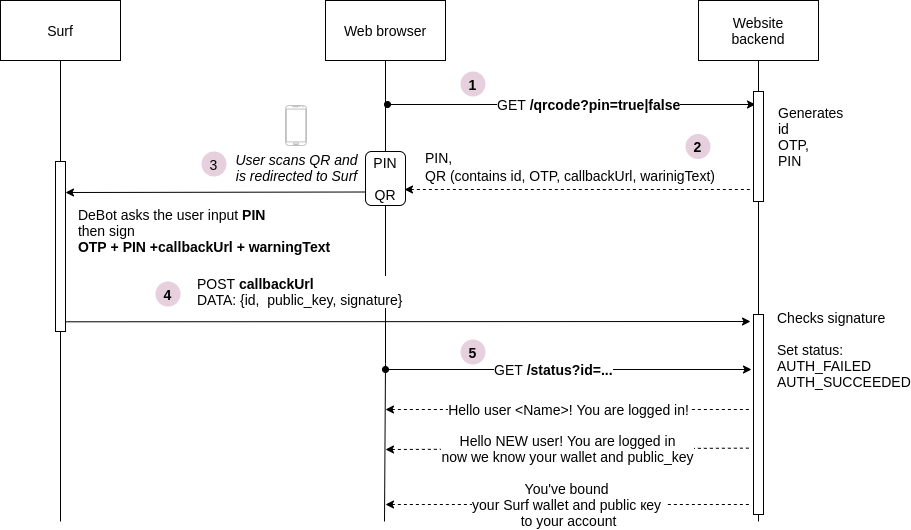 Surf
Web browser
Website
backend
1
GET /qrcode?pin=true|false
Generates
id
OTP,
PIN
2
PIN,
QR (contains id, OTP, callbackUrl, warinigText)
PIN
QR
3
User scans QR and
is redirected to Surf
DeBot asks the user input PIN
then sign
OTP + PIN +callbackUrl + warningText
4
POST callbackUrl
DATA: {id,  public_key, signature}
Checks signature
Set status:
AUTH_FAILED
AUTH_SUCCEEDED
5
GET /status?id=...
Hello user <Name>! You are logged in!
Hello NEW user! You are logged in
now we know your wallet and public_key
You've bound
your Surf wallet and public кеу
to your account